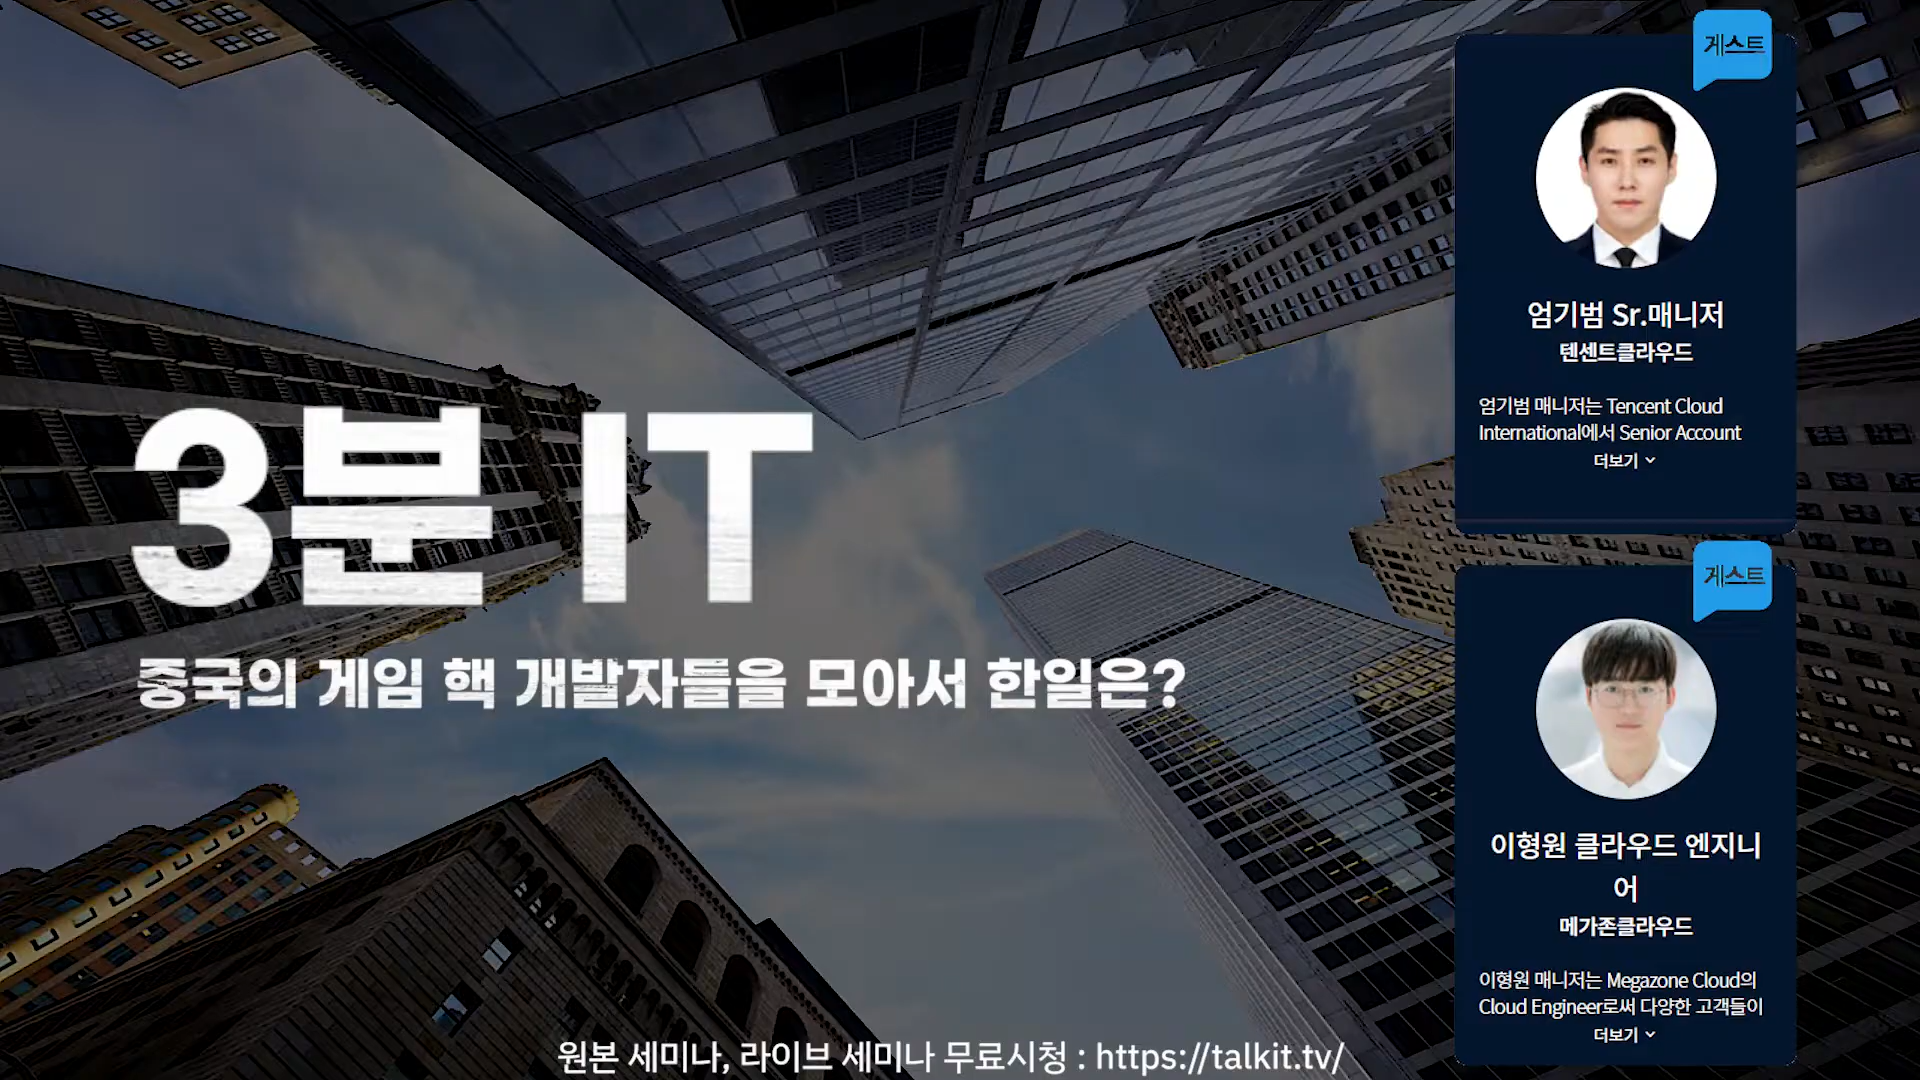 3분 IT
중국의 게임 핵 개발자들을 모아서 한일은?
게스트
엄기범 Sr.매니저
텐센트클라우드
엄기범 매니저는 Tencent Cloud
International에서 Senior Account
더보기
게스트
이형원 클라우드 엔지니
어
메가존클라우드
이형원 매니저는 Megazone Cloud의
Cloud Engineer로써 다양한 고객들이
더보기
원본 세미나, 라이브 세미나 무료시청 : https://talkit.tv/